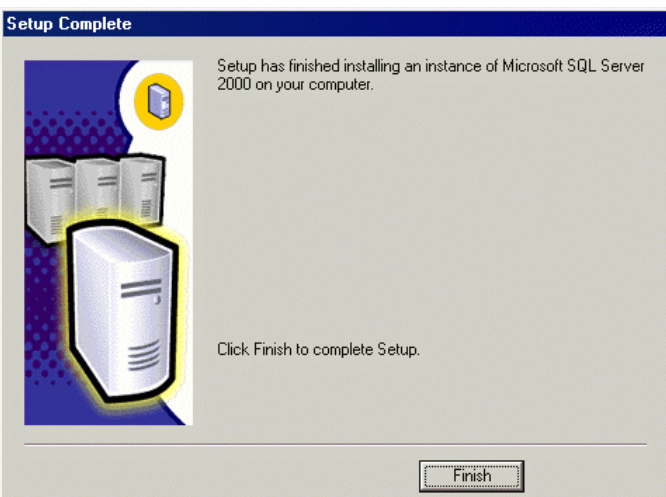 Setup Complete
Setup has finished installing an instance of Microsoft SQL Server
2000 on your computer.
Click Finish to complete Setup.
Finish